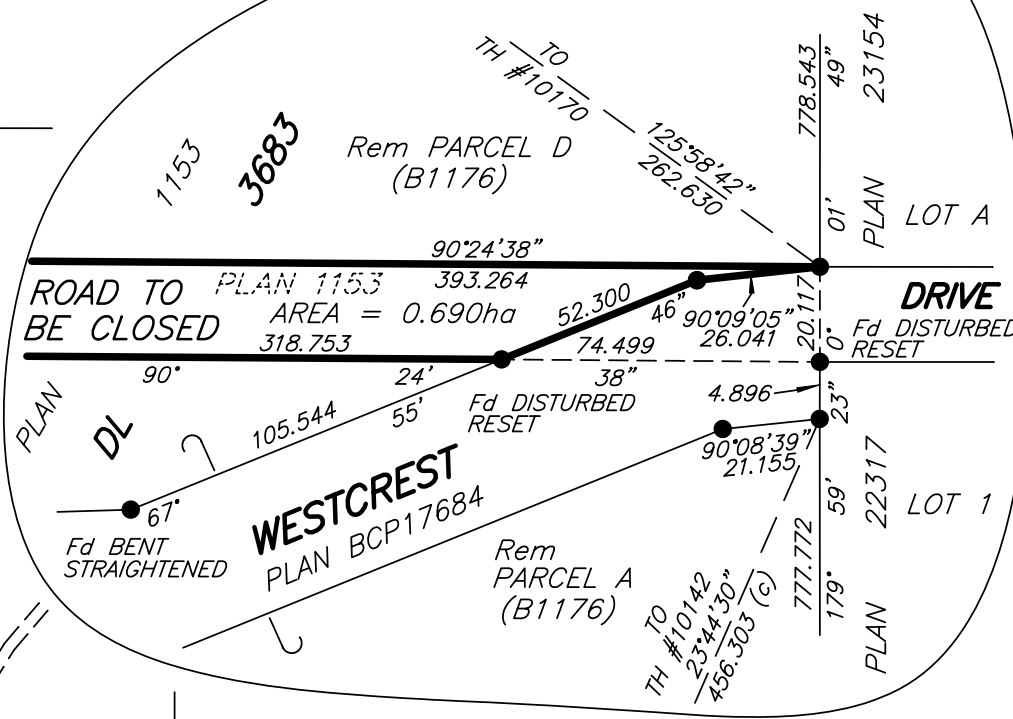 TO
TH #10170
125°58'42"
262.630
778.543
49"
01'
0°
PLAN 23154
LOT A
1153
3683
Rem PARCEL D
(B1176)
90°24'38"
393.264
ROAD TO
BE CLOSED
PLAN 1153
AREA = 0.690ha
318.753
52.300
46"
90°09'05"
26.041
20.117
DRIVE
Fd DISTURBED
RESET
74.499
90° 24' 38"
Fd DISTURBED
RESET
4.896
23"
59'
179°
PLAN
DL
105.544
55'
67°
Fd BENT
STRAIGHTENED
WESTCREST
PLAN BCP17684
90°08'39"
21.155
Rem
PARCEL A
(B1176)
TO
TH #10142
23°44'30"
456.303 (c)
777.772
PLAN 22317
LOT 1